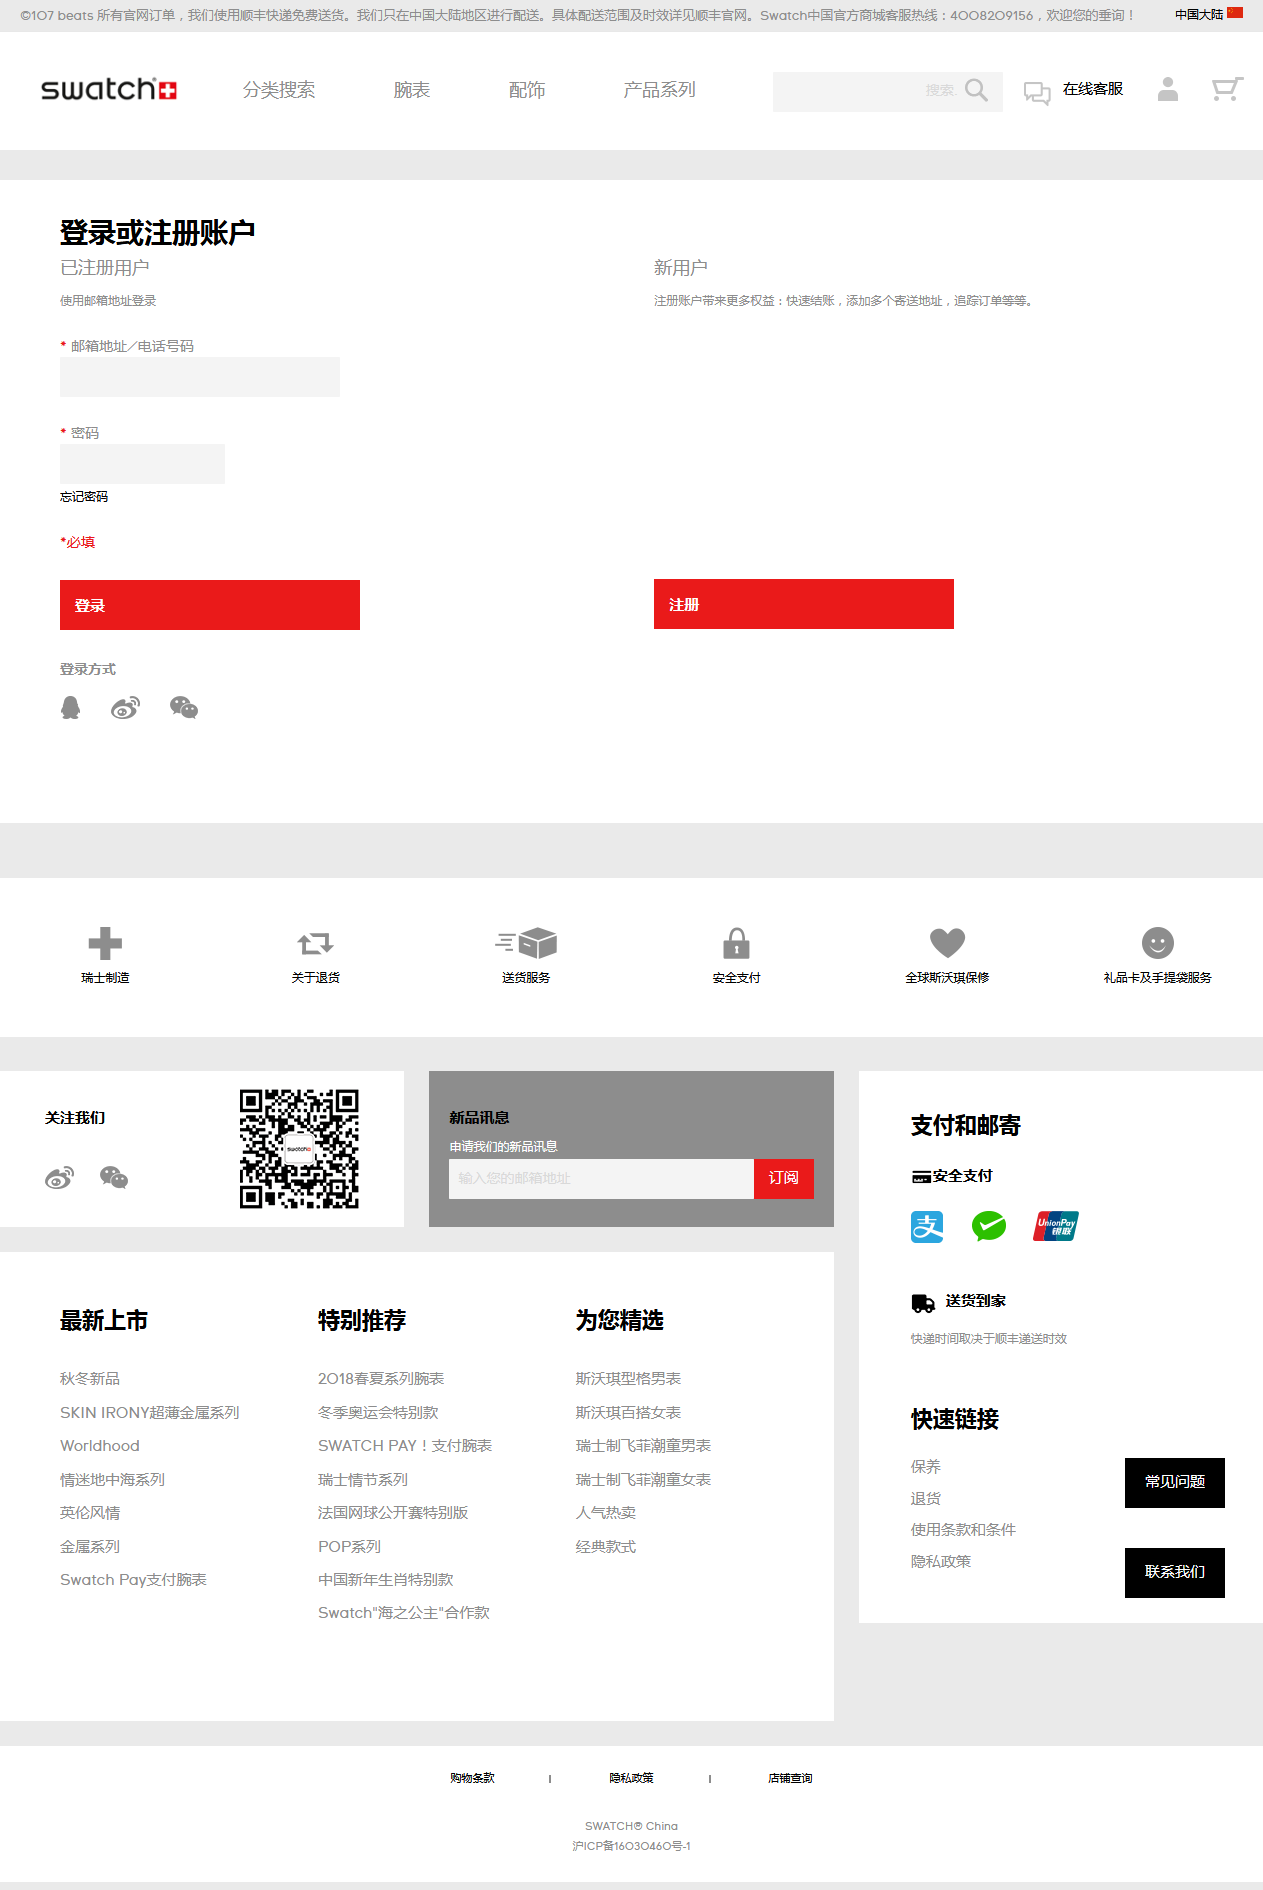 ©107 beats 所有官网订单，我们使用顺丰快递免费送货。我们只在中国大陆地区进行配送。具体配送范围及时效详见顺丰官网。Swatch中国官方商城客服热线：4008209156，欢迎您的垂询！ 中国大陆
swatch 分类搜索 腕表 配饰 产品系列 搜索 在线客服
登录或注册账户
已注册用户 新用户
使用邮箱地址登录 注册账户带来更多权益：快速结账，添加多个寄送地址，追踪订单等等。
* 邮箱地址／电话号码
* 密码
忘记密码
*必填
登录 注册
登录方式
瑞士制造 关于退货 送货服务 安全支付 全球斯沃琪保修 礼品卡及手提袋服务
关注我们
swatch
新品讯息
申请我们的新品讯息
输入您的邮箱地址 订阅
支付和邮寄
安全支付
支 UnionPay 银联
送货到家
快递时间取决于顺丰递送时效
最新上市
秋冬新品
SKIN IRONY超薄金属系列
Worldhood
情迷地中海系列
英伦风情
金属系列
Swatch Pay支付腕表
特别推荐
2018春夏系列腕表
冬季奥运会特别款
SWATCH PAY！支付腕表
瑞士情节系列
法国网球公开赛特别版
POP系列
中国新年生肖特别款
Swatch"海之公主"合作款
为您精选
斯沃琪型格男表
斯沃琪百搭女表
瑞士制飞菲潮童男表
瑞士制飞菲潮童女表
人气热卖
经典款式
快速链接
保养
退货
使用条款和条件
隐私政策
常见问题
联系我们
购物条款 | 隐私政策 | 店铺查询
SWATCH® China
沪ICP备16030460号-1